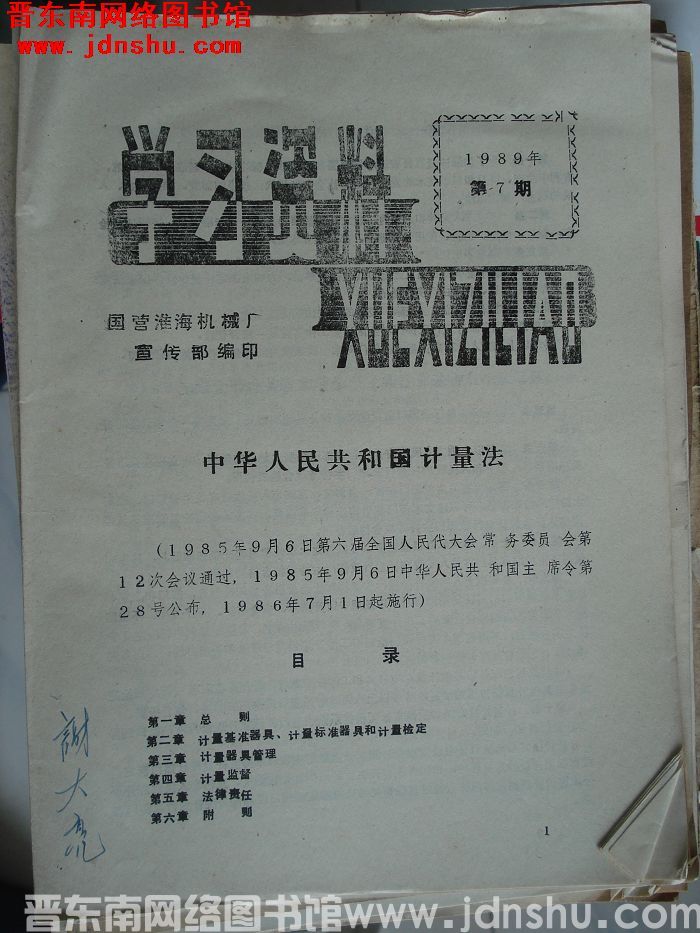 晋东南网络图书馆
www.jdnshu.com
学习资料
XUEXIZILIAO
1989年
第7期
国营淮海机械厂
宣传部编印
中华人民共和国计量法
(1985年9月6日第六届全国人民代大会常务委员会第
12次会议通过，1985年9月6日中华人民共和国主席令第
28号公布，1986年7月1日起施行)
目录
第一章 总则
第二章 计量基准器具、计量标准器具和计量检定
第三章 计量器具管理
第四章 计量监督
第五章 法律责任
第六章 附则
1
謝大亮
晋东南网络图书馆www.jdnshu.com